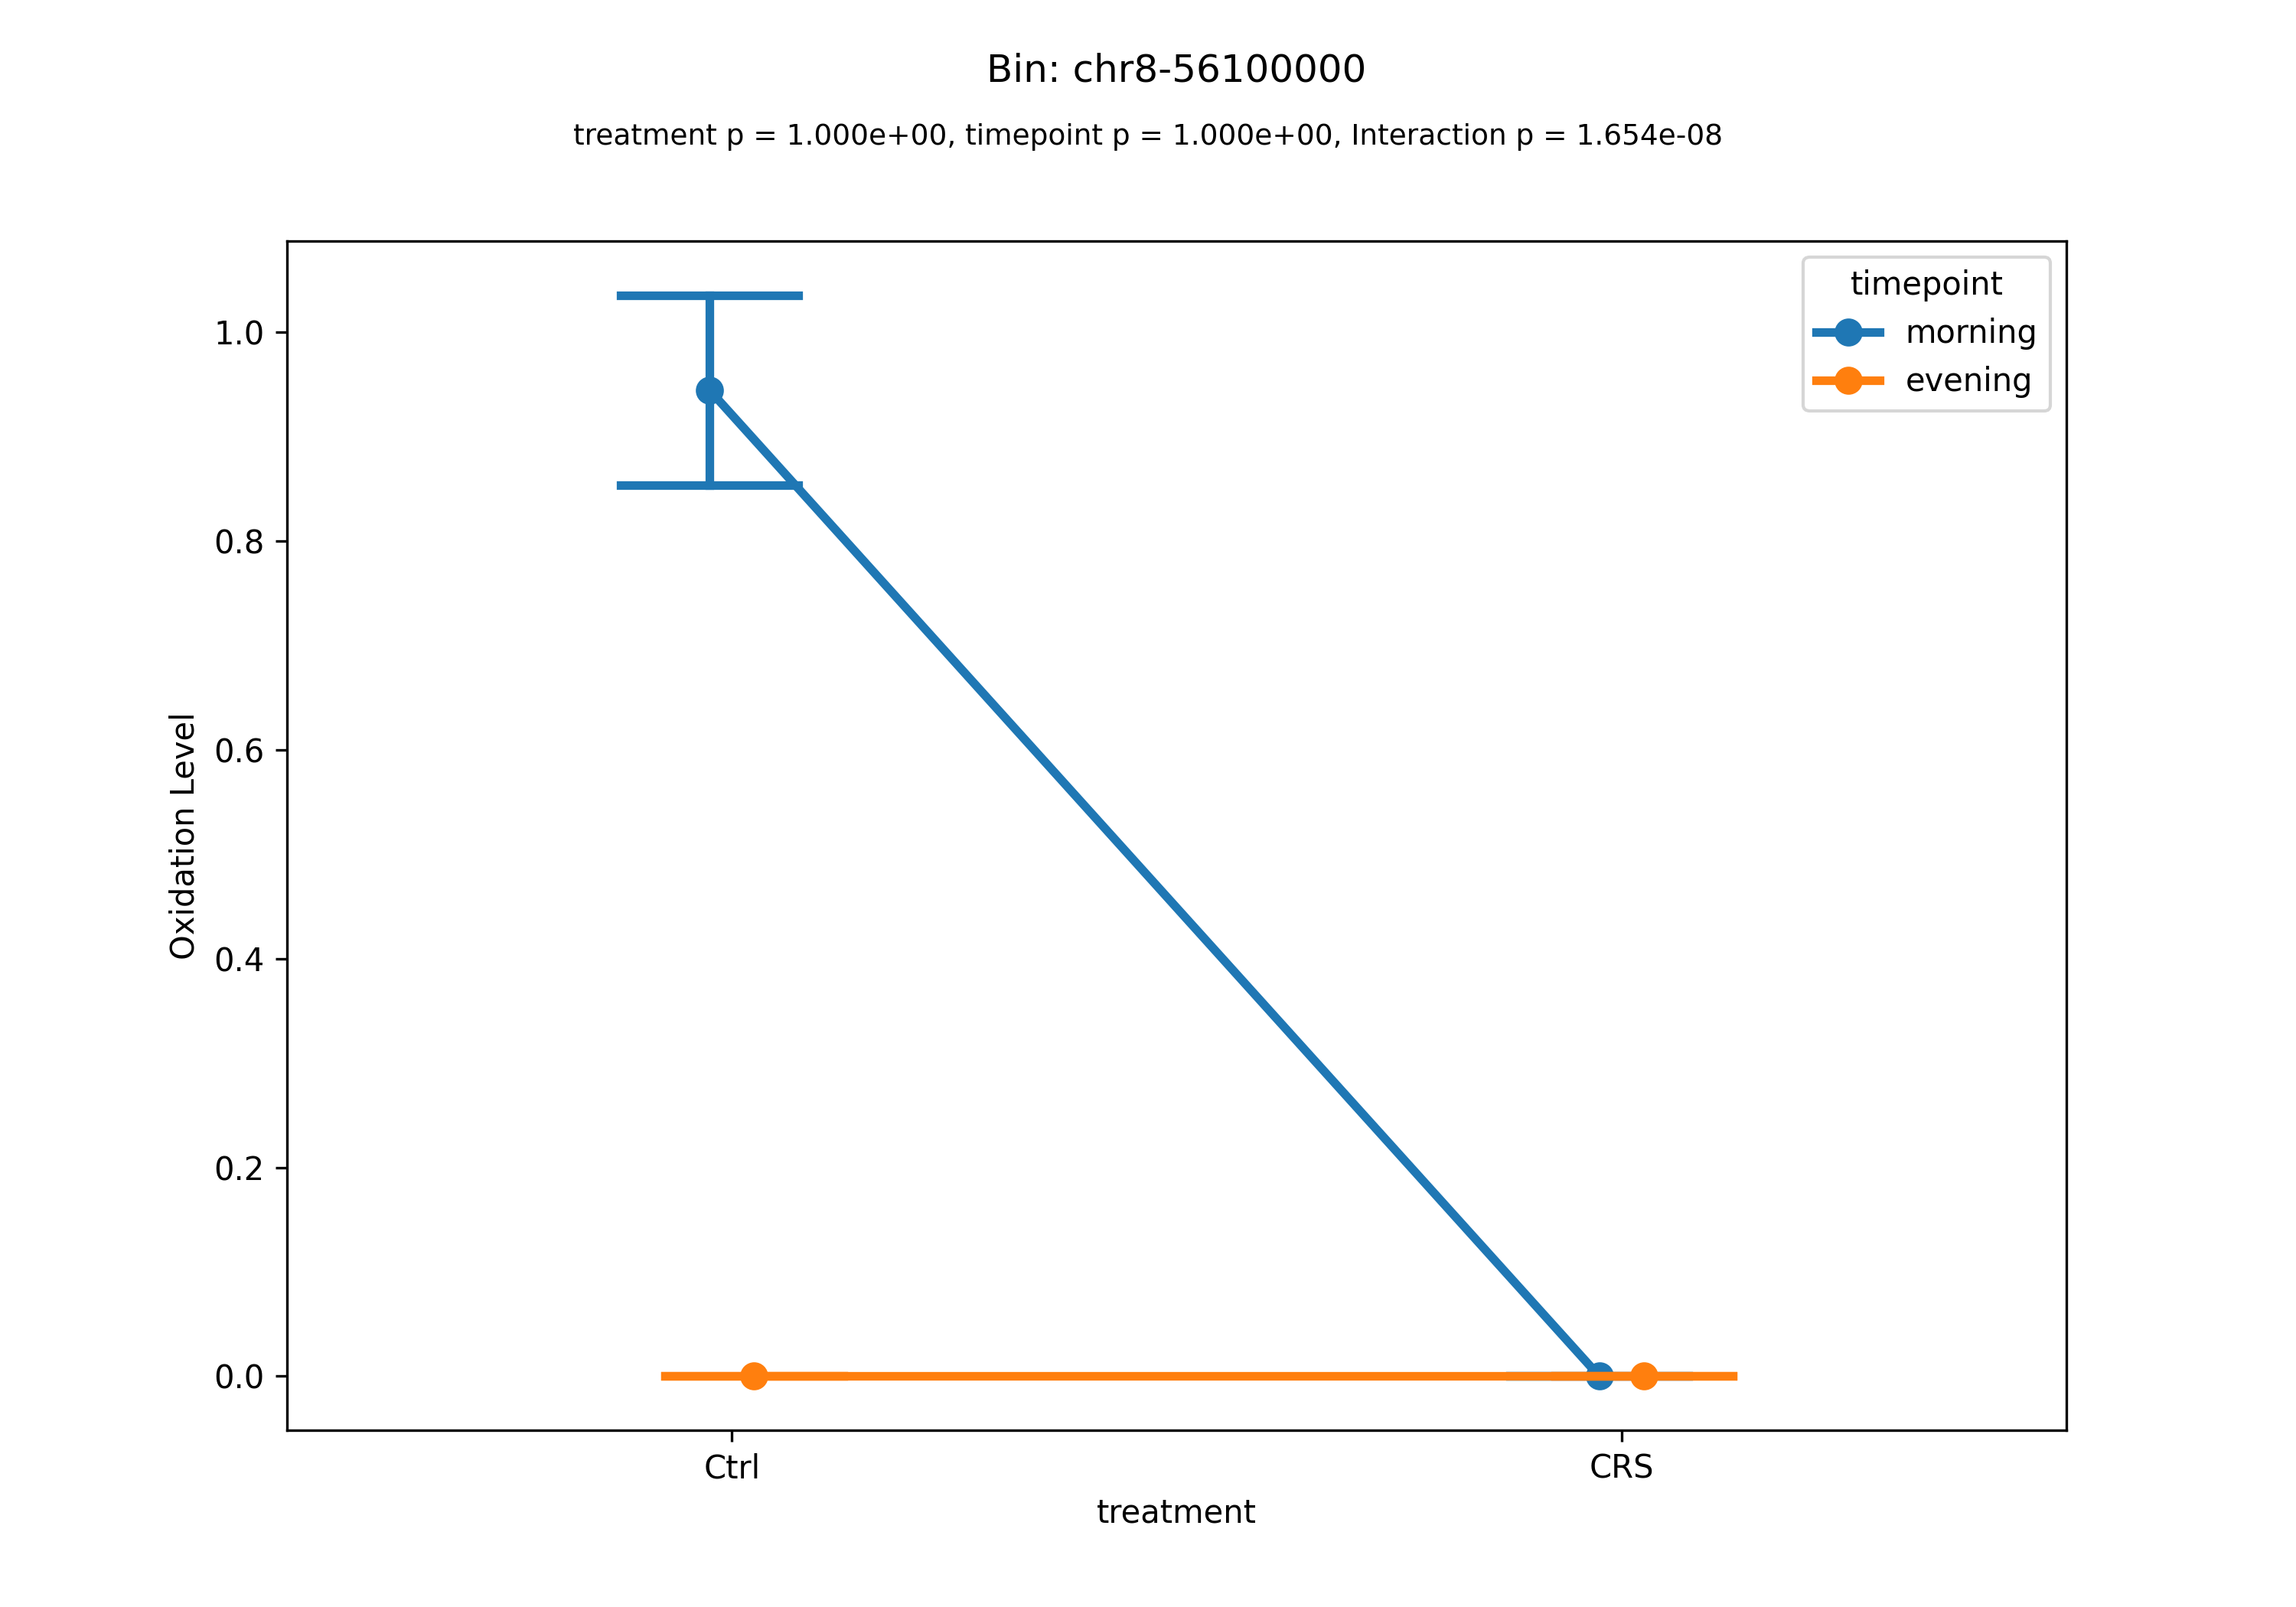 Bin: chr8-56100000
treatment p = 1.000e+00, timepoint p = 1.000e+00, Interaction p = 1.654e-08
timepoint
morning
evening
1.0
0.8
0.6
0.4
0.2
0.0
Oxidation Level
Ctrl
CRS
treatment